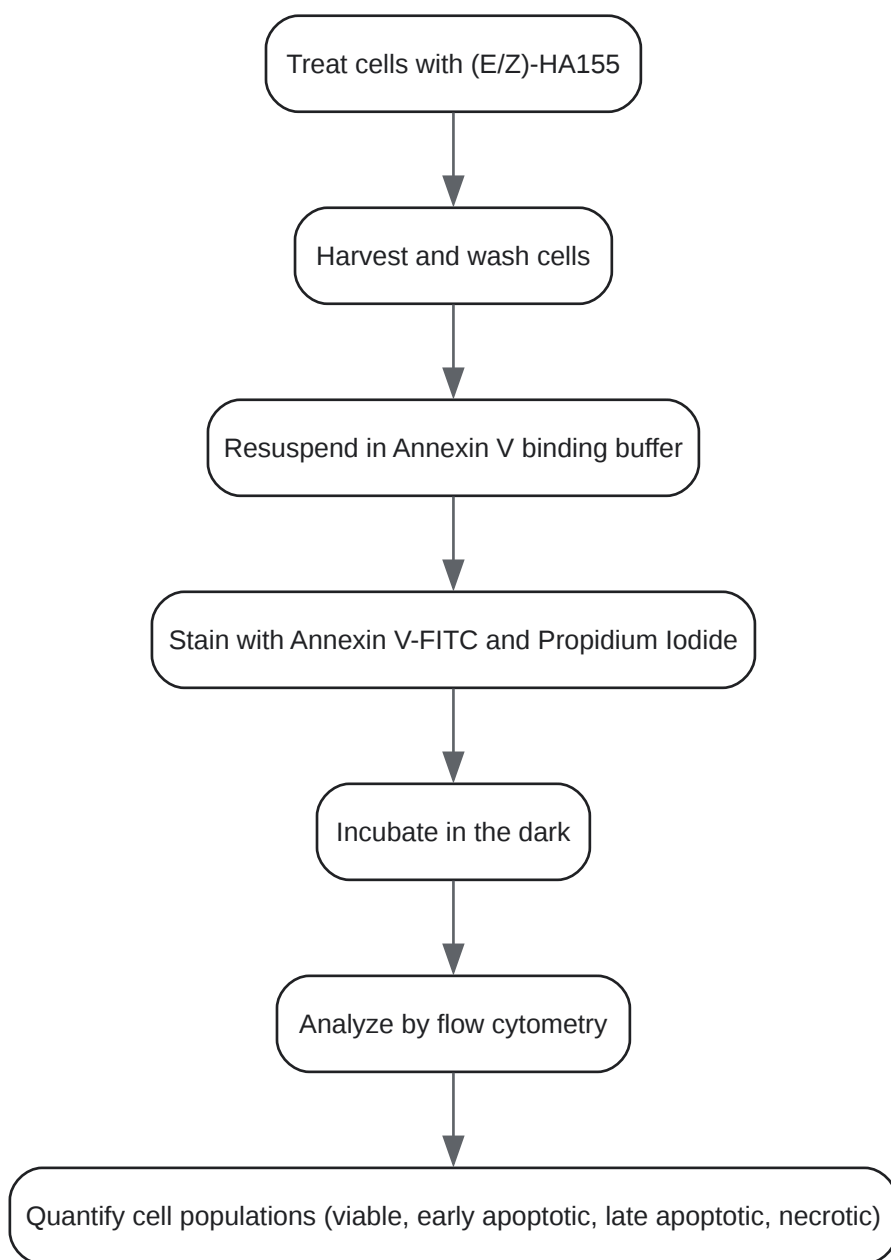 Treat cells with (E/Z)-HA155
Harvest and wash cells
Resuspend in Annexin V binding buffer
Stain with Annexin V-FITC and Propidium Iodide
Incubate in the dark
Analyze by flow cytometry
Quantify cell populations (viable, early apoptotic, late apoptotic, necrotic)